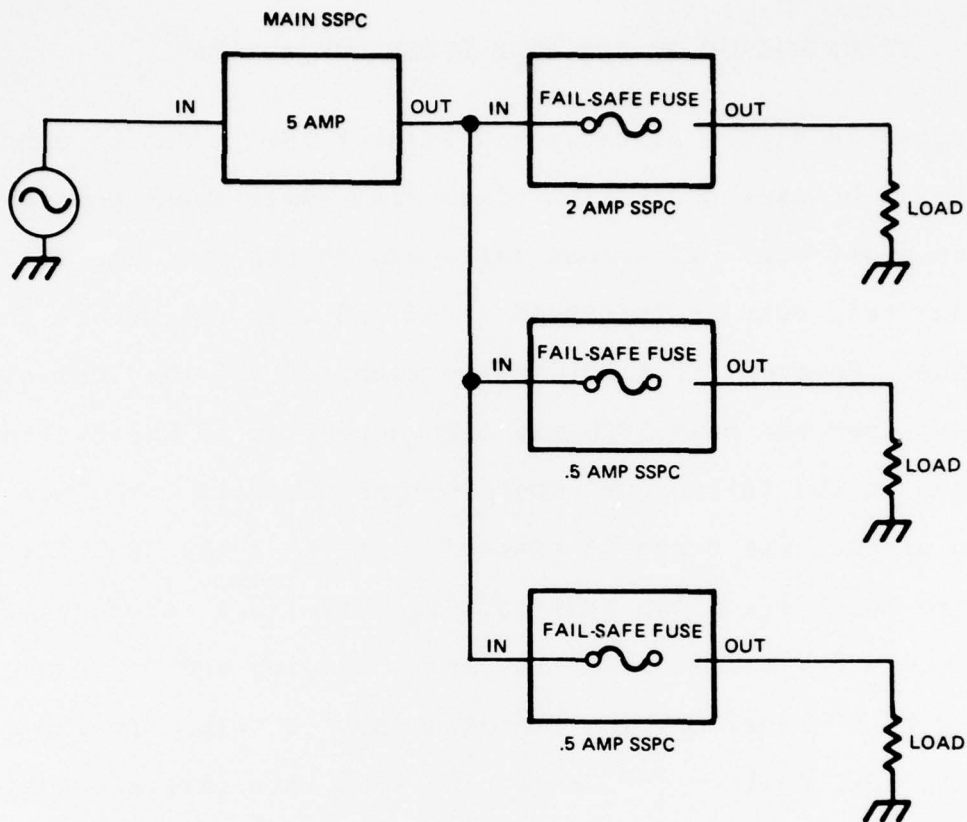 MAIN SSPC
IN
5 AMP
OUT
IN
FAIL-SAFE FUSE
OUT
2 AMP SSPC
LOAD
IN
FAIL-SAFE FUSE
OUT
.5 AMP SSPC
LOAD
IN
FAIL-SAFE FUSE
OUT
.5 AMP SSPC
LOAD